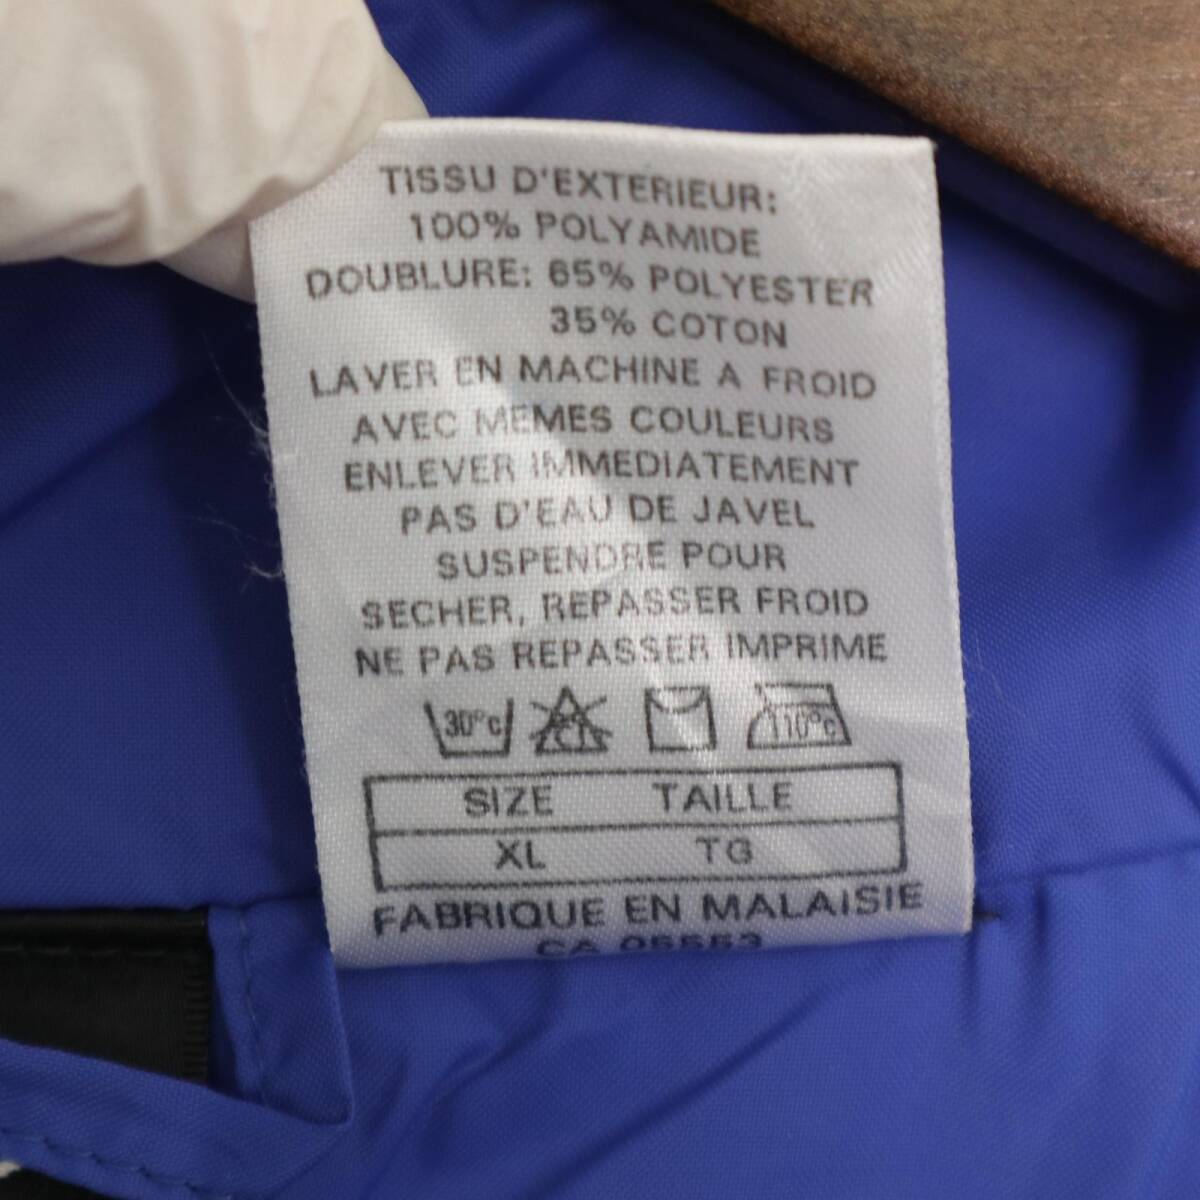 TISSU D'EXTERIEUR:
100% POLYAMIDE
DOUBLURE: 65% POLYESTER
35% COTON
LAVER EN MACHINE A FROID
AVEC MEMES COULEURS
ENLEVER IMMEDIATEMENT
PAS D'EAU DE JAVEL
SUSPENDRE POUR
SECHER, REPASSER FROID
NE PAS REPASSER IMPRIME
30°c CL 110°c
SIZE TAILLE
XL TG
FABRIQUE EN MALAISIE
CA 05553